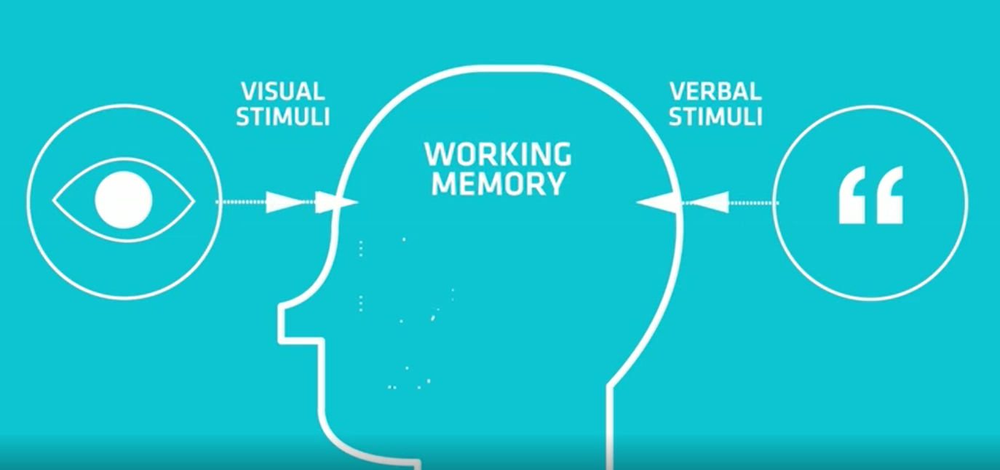 VISUAL
STIMULI
WORKING
MEMORY
VERBAL
STIMULI
“